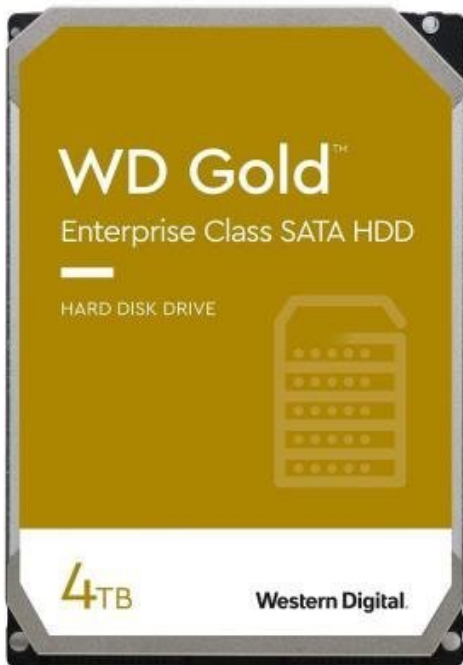 WD Gold™
Enterprise Class SATA HDD
HARD DISK DRIVE
4TB
Western Digital.